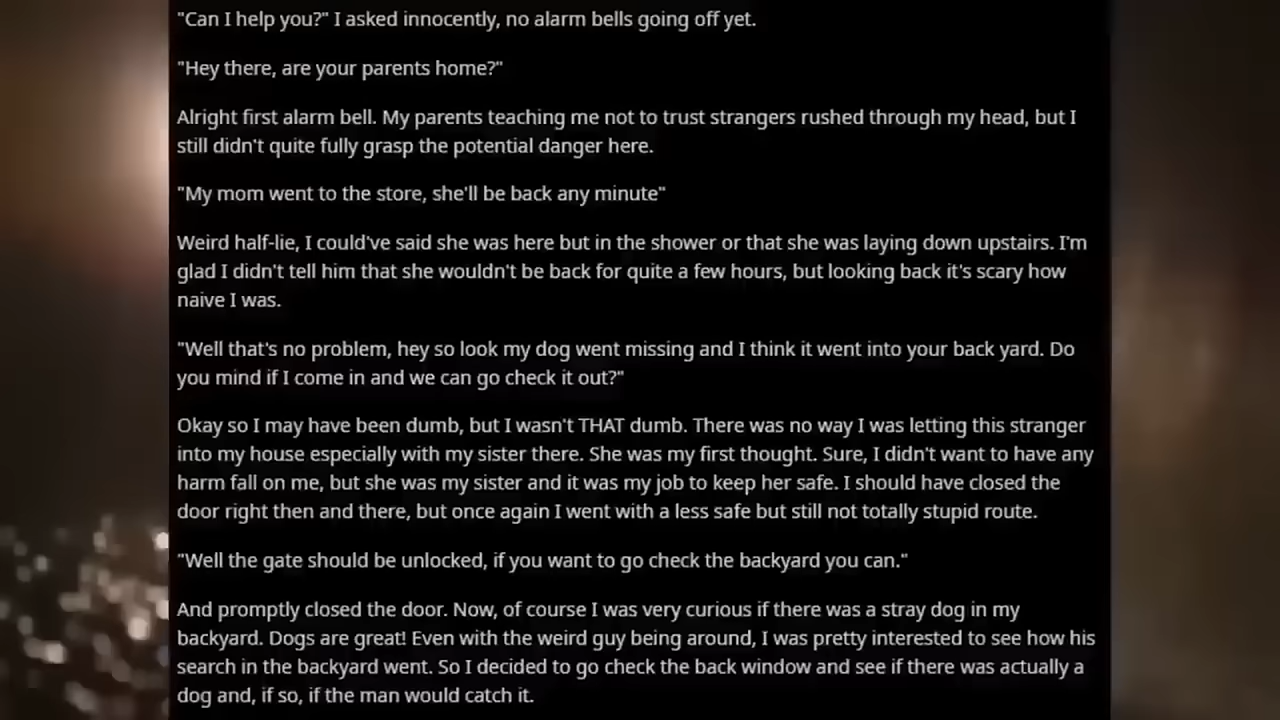 "Can I help you?" I asked innocently, no alarm bells going off yet.
"Hey there, are your parents home?"
Alright first alarm bell. My parents teaching me not to trust strangers rushed through my head, but I
still didn't quite fully grasp the potential danger here.
"My mom went to the store, she'll be back any minute"
Weird half-lie, I could've said she was here but in the shower or that she was laying down upstairs. I'm
glad I didn't tell him that she wouldn't be back for quite a few hours, but looking back it's scary how
naive I was.
"Well that's no problem, hey so look my dog went missing and I think it went into your back yard. Do
you mind if I come in and we can go check it out?"
Okay so I may have been dumb, but I wasn't THAT dumb. There was no way I was letting this stranger
into my house especially with my sister there. She was my first thought. Sure, I didn't want to have any
harm fall on me, but she was my sister and it was my job to keep her safe. I should have closed the
door right then and there, but once again I went with a less safe but still not totally stupid route.
"Well the gate should be unlocked, if you want to go check the backyard you can."
And promptly closed the door. Now, of course I was very curious if there was a stray dog in my
backyard. Dogs are great! Even with the weird guy being around, I was pretty interested to see how his
search in the backyard went. So I decided to go check the back window and see if there was actually a
dog and, if so, if the man would catch it.